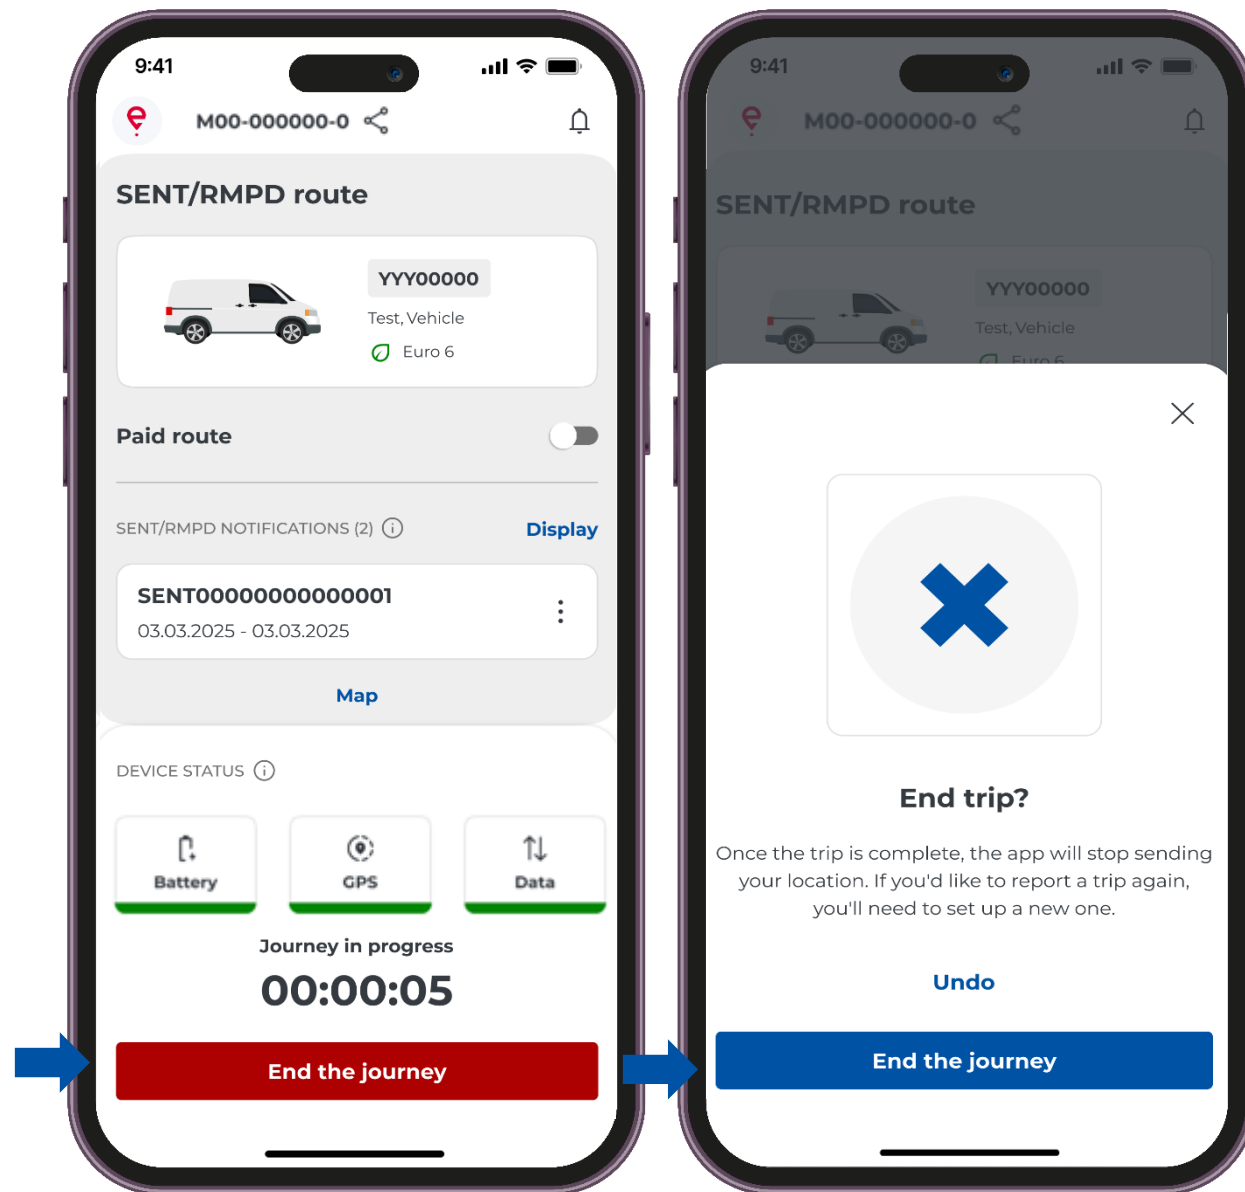 9:41
M00-000000-0
SENT/RMPD route
YYY00000
Test, Vehicle
Euro 6
Paid route
SENT/RMPD NOTIFICATIONS (2)
Display
SENT00000000000001
03.03.2025 - 03.03.2025
Map
DEVICE STATUS
Battery
GPS
Data
Journey in progress
00:00:05
End the journey
9:41
M00-000000-0
SENT/RMPD route
YYY00000
Test, Vehicle
Euro 6
End trip?
Once the trip is complete, the app will stop sending
your location. If you'd like to report a trip again,
you'll need to set up a new one.
Undo
End the journey